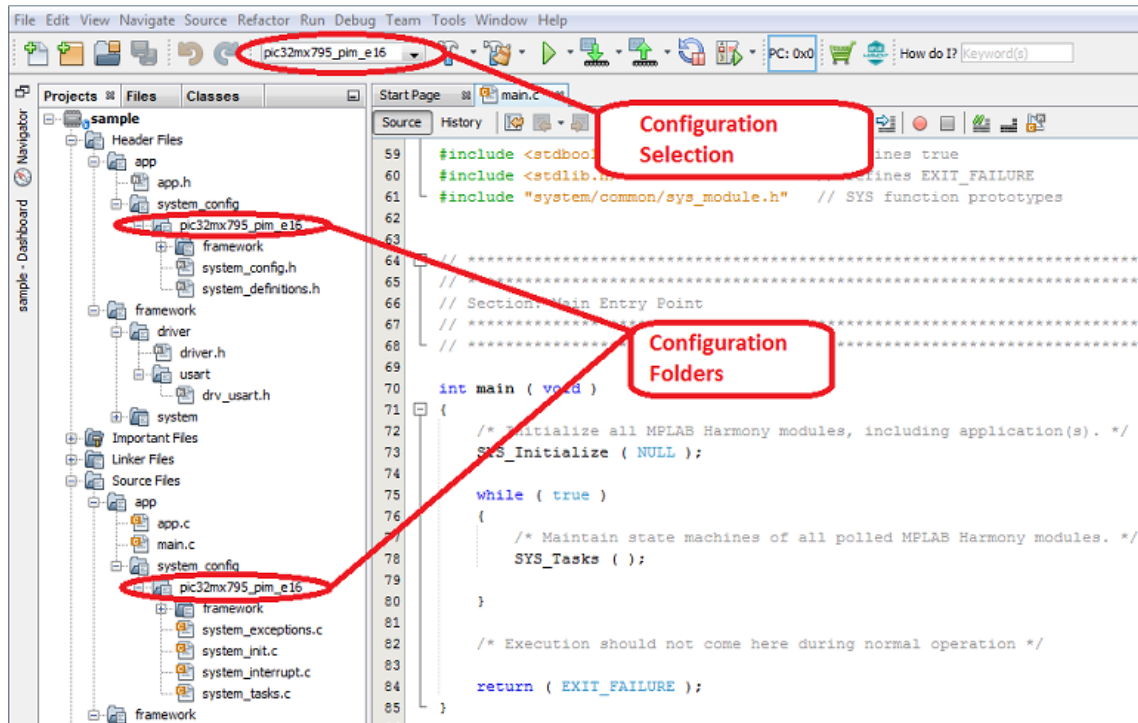 File Edit View Navigate Source Refactor Run Debug Team Tools Window Help
pic32mx795_pim_e16
PC: 0x0
How do I? Keyword(s)
Projects Files Classes
Navigator
sample - Dashboard
sample
Header Files
app
app.h
system_config
pic32mx795_pim_e16
framework
system_config.h
system_definitions.h
framework
driver
driver.h
usart
drv_usart.h
system
Important Files
Linker Files
Source Files
app
app.c
main.c
system_config
pic32mx795_pim_e16
framework
system_exceptions.c
system_init.c
system_interrupt.c
system_tasks.c
framework
Start Page main.c
Source History
Configuration
Selection
59 #include <stdbool ines true
60 #include <stdlib.h> efines EXIT_FAILURE
61 #include "system/common/sys_module.h" // SYS function prototypes
62
63
64 // **************************************************************************
65 // **************************************************************************
66 // Section: Main Entry Point
67 // **************************************************************************
68 // **************************************************************************
Configuration
Folders
69
70 int main ( void )
71 {
72 /* Initialize all MPLAB Harmony modules, including application(s). */
73 SYS_Initialize ( NULL );
74
75 while ( true )
76 {
77 /* Maintain state machines of all polled MPLAB Harmony modules. */
78 SYS_Tasks ( );
79
80 }
81
82 /* Execution should not come here during normal operation */
83
84 return ( EXIT_FAILURE );
85 }